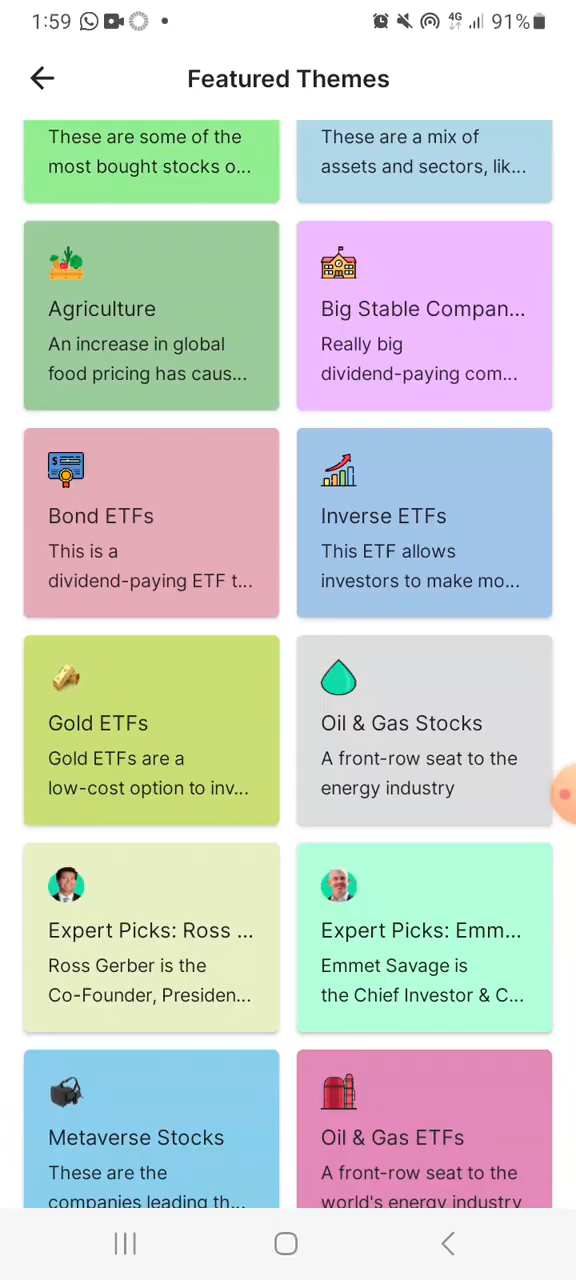 1:59
4G
91%
Featured Themes
These are some of the
most bought stocks o...
These are a mix of
assets and sectors, lik...
Agriculture
An increase in global
food pricing has caus...
Big Stable Compan...
Really big
dividend-paying com...
Bond ETFs
This is a
dividend-paying ETF t...
Inverse ETFs
This ETF allows
investors to make mo...
Gold ETFs
Gold ETFs are a
low-cost option to inv...
Oil & Gas Stocks
A front-row seat to the
energy industry
Expert Picks: Ross ...
Ross Gerber is the
Co-Founder, Presiden...
Expert Picks: Emm...
Emmet Savage is
the Chief Investor & C...
Metaverse Stocks
These are the
companies leading th...
Oil & Gas ETFs
A front-row seat to the
world's energy industry